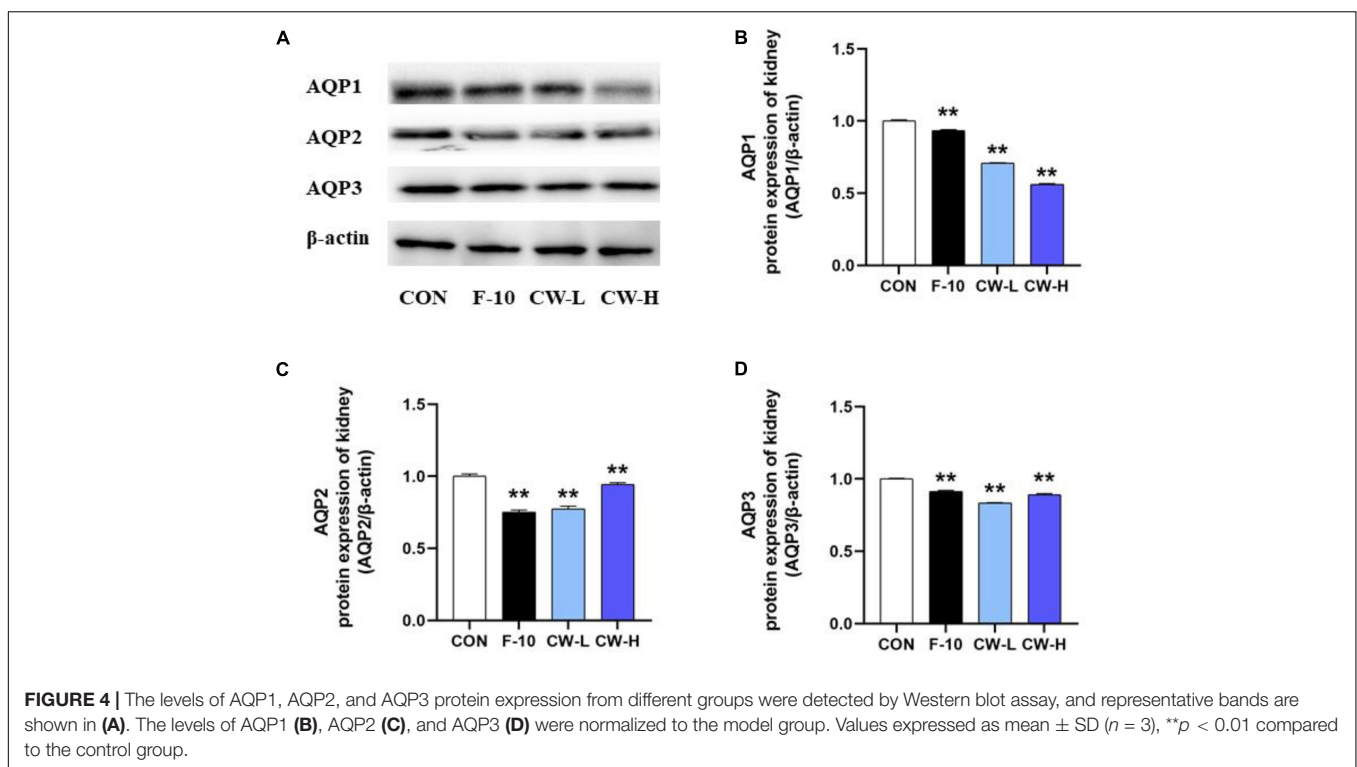 A
AQP1
AQP2
AQP3
β-actin
CON F-10 CW-L CW-H
B
AQP1
protein expression of kidney
(AQP1/β-actin)
1.5
1.0
0.5
0.0
** ** **
CON F-10 CW-L CW-H
C
AQP2
protein expression of kidney
(AQP2/β-actin)
1.5
1.0
0.5
0.0
** ** **
CON F-10 CW-L CW-H
D
AQP3
protein expression of kidney
(AQP3/β-actin)
1.5
1.0
0.5
0.0
** ** **
CON F-10 CW-L CW-H
FIGURE 4 | The levels of AQP1, AQP2, and AQP3 protein expression from different groups were detected by Western blot assay, and representative bands are
shown in (A). The levels of AQP1 (B), AQP2 (C), and AQP3 (D) were normalized to the model group. Values expressed as mean ± SD (n = 3), **p < 0.01 compared
to the control group.